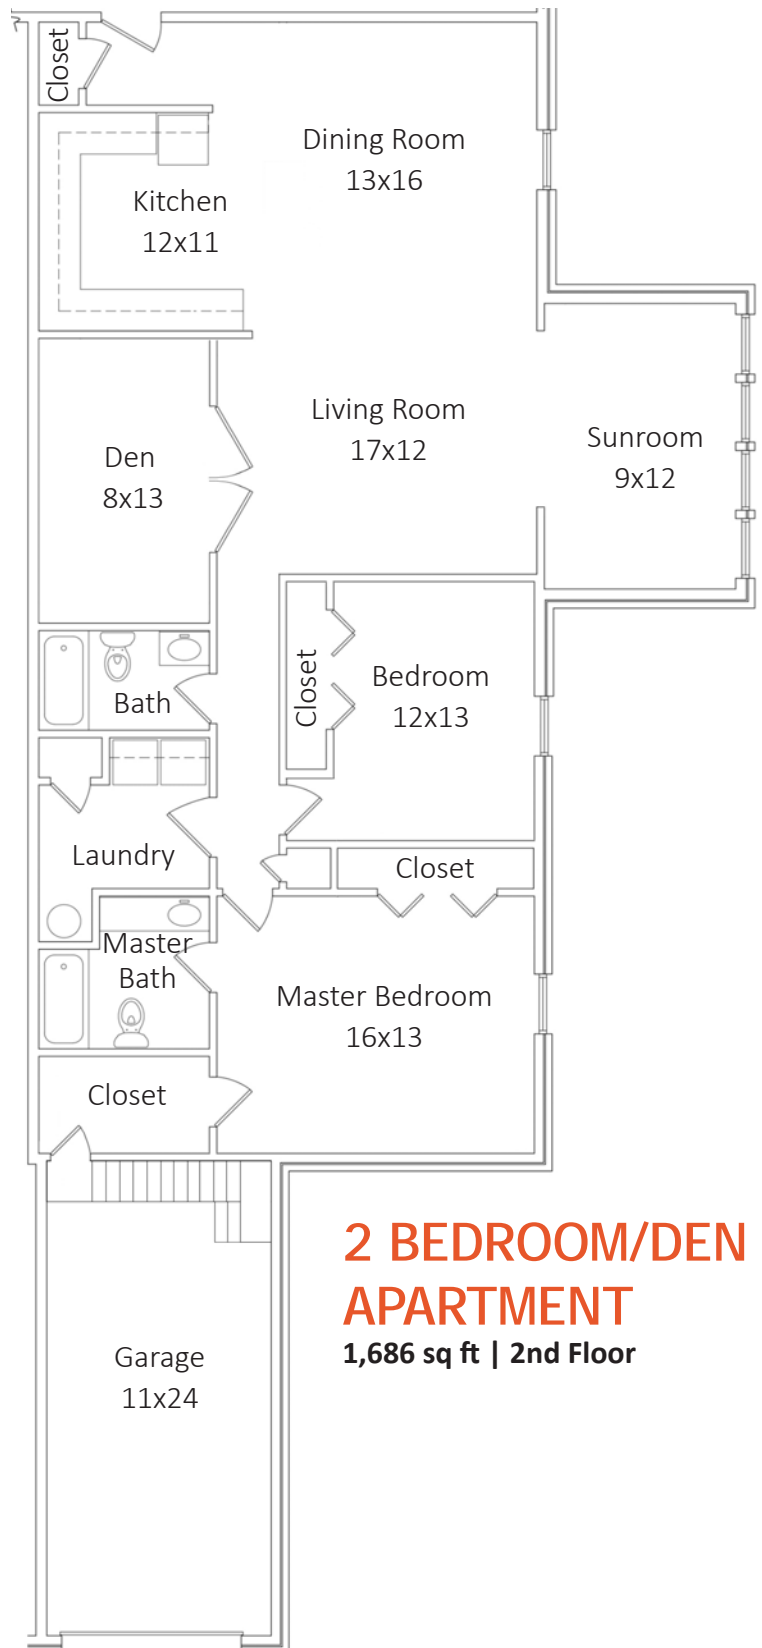 Closet
Dining Room
13x16
Kitchen
12x11
Living Room
17x12
Sunroom
9x12
Den
8x13
Closet
Bedroom
12x13
Bath
Laundry
Closet
Master
Bath
Master Bedroom
16x13
Closet
2 BEDROOM/DEN
APARTMENT
1,686 sq ft | 2nd Floor
Garage
11x24